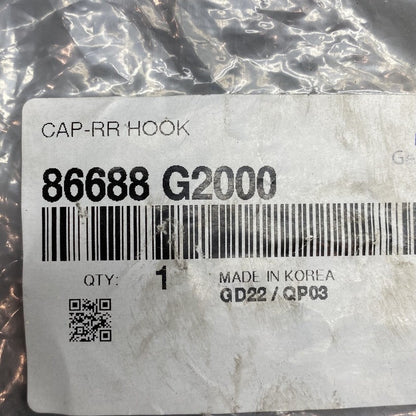 CAP-RR HOOK
86688 G2000
QTY: 1 MADE IN KOREA
GD22 / QP03